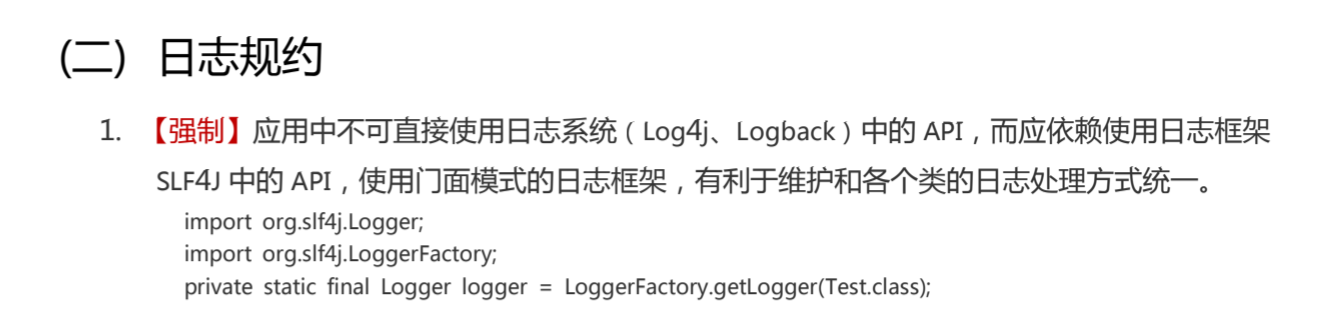 (二) 日志规约
1. 【强制】应用中不可直接使用日志系统（Log4j、Logback）中的 API，而应依赖使用日志框架
SLF4J 中的 API，使用门面模式的日志框架，有利于维护和各个类的日志处理方式统一。
import org.slf4j.Logger;
import org.slf4j.LoggerFactory;
private static final Logger logger = LoggerFactory.getLogger(Test.class);